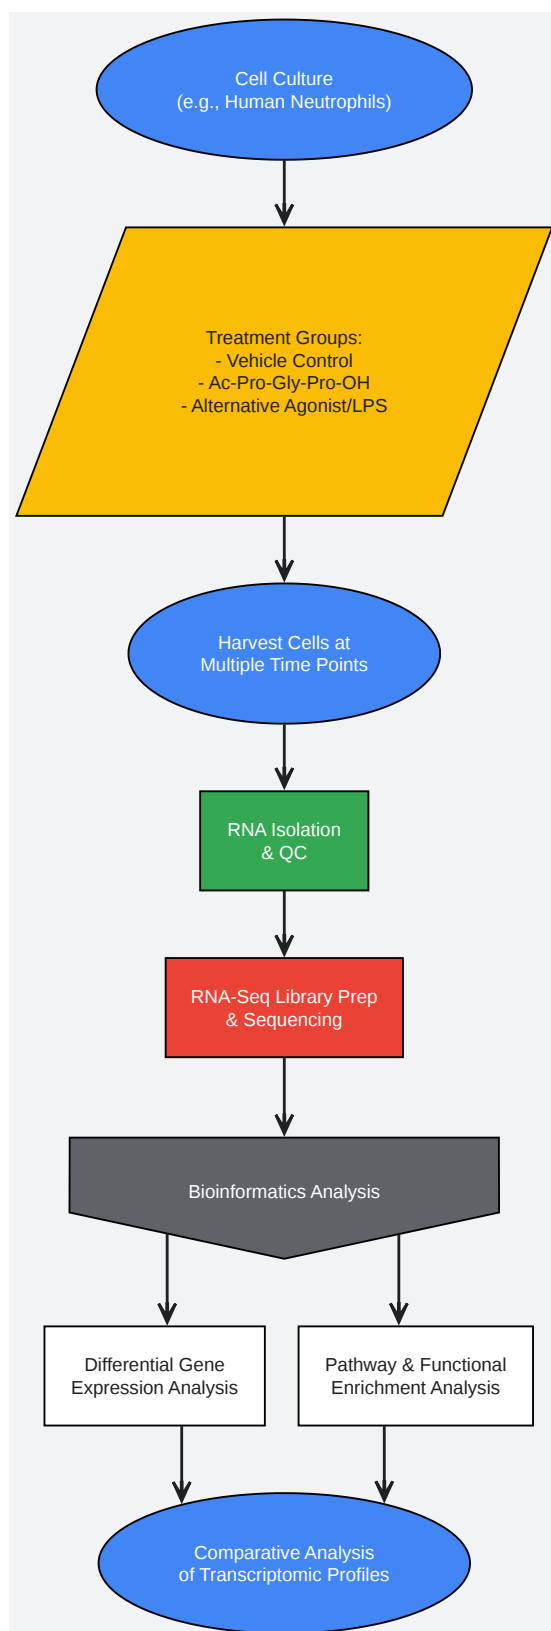 Cell Culture
(e.g., Human Neutrophils)
Treatment Groups:
- Vehicle Control
- Ac-Pro-Gly-Pro-OH
- Alternative Agonist/LPS
Harvest Cells at
Multiple Time Points
RNA Isolation
& QC
RNA-Seq Library Prep
& Sequencing
Bioinformatics Analysis
Differential Gene
Expression Analysis
Pathway & Functional
Enrichment Analysis
Comparative Analysis
of Transcriptomic Profiles